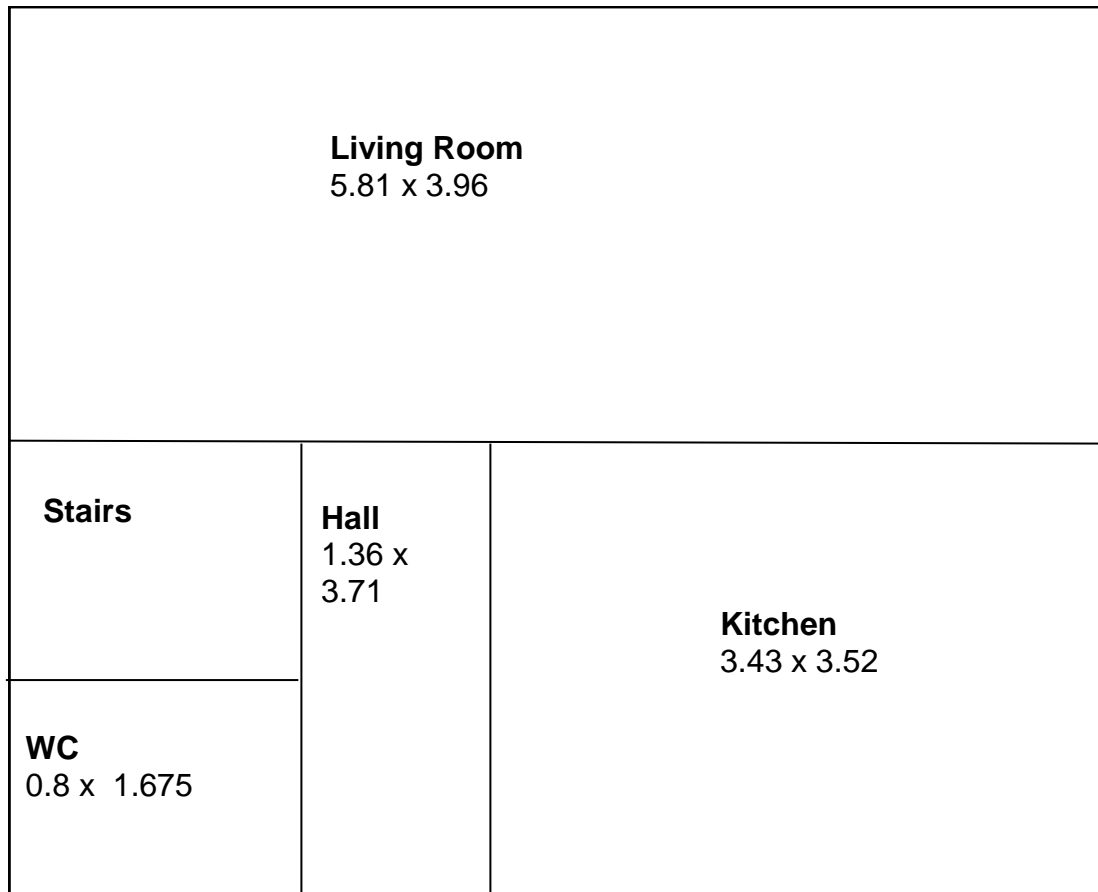 Living Room
5.81 x 3.96
Stairs
Hall
1.36 x
3.71
Kitchen
3.43 x 3.52
WC
0.8 x  1.675